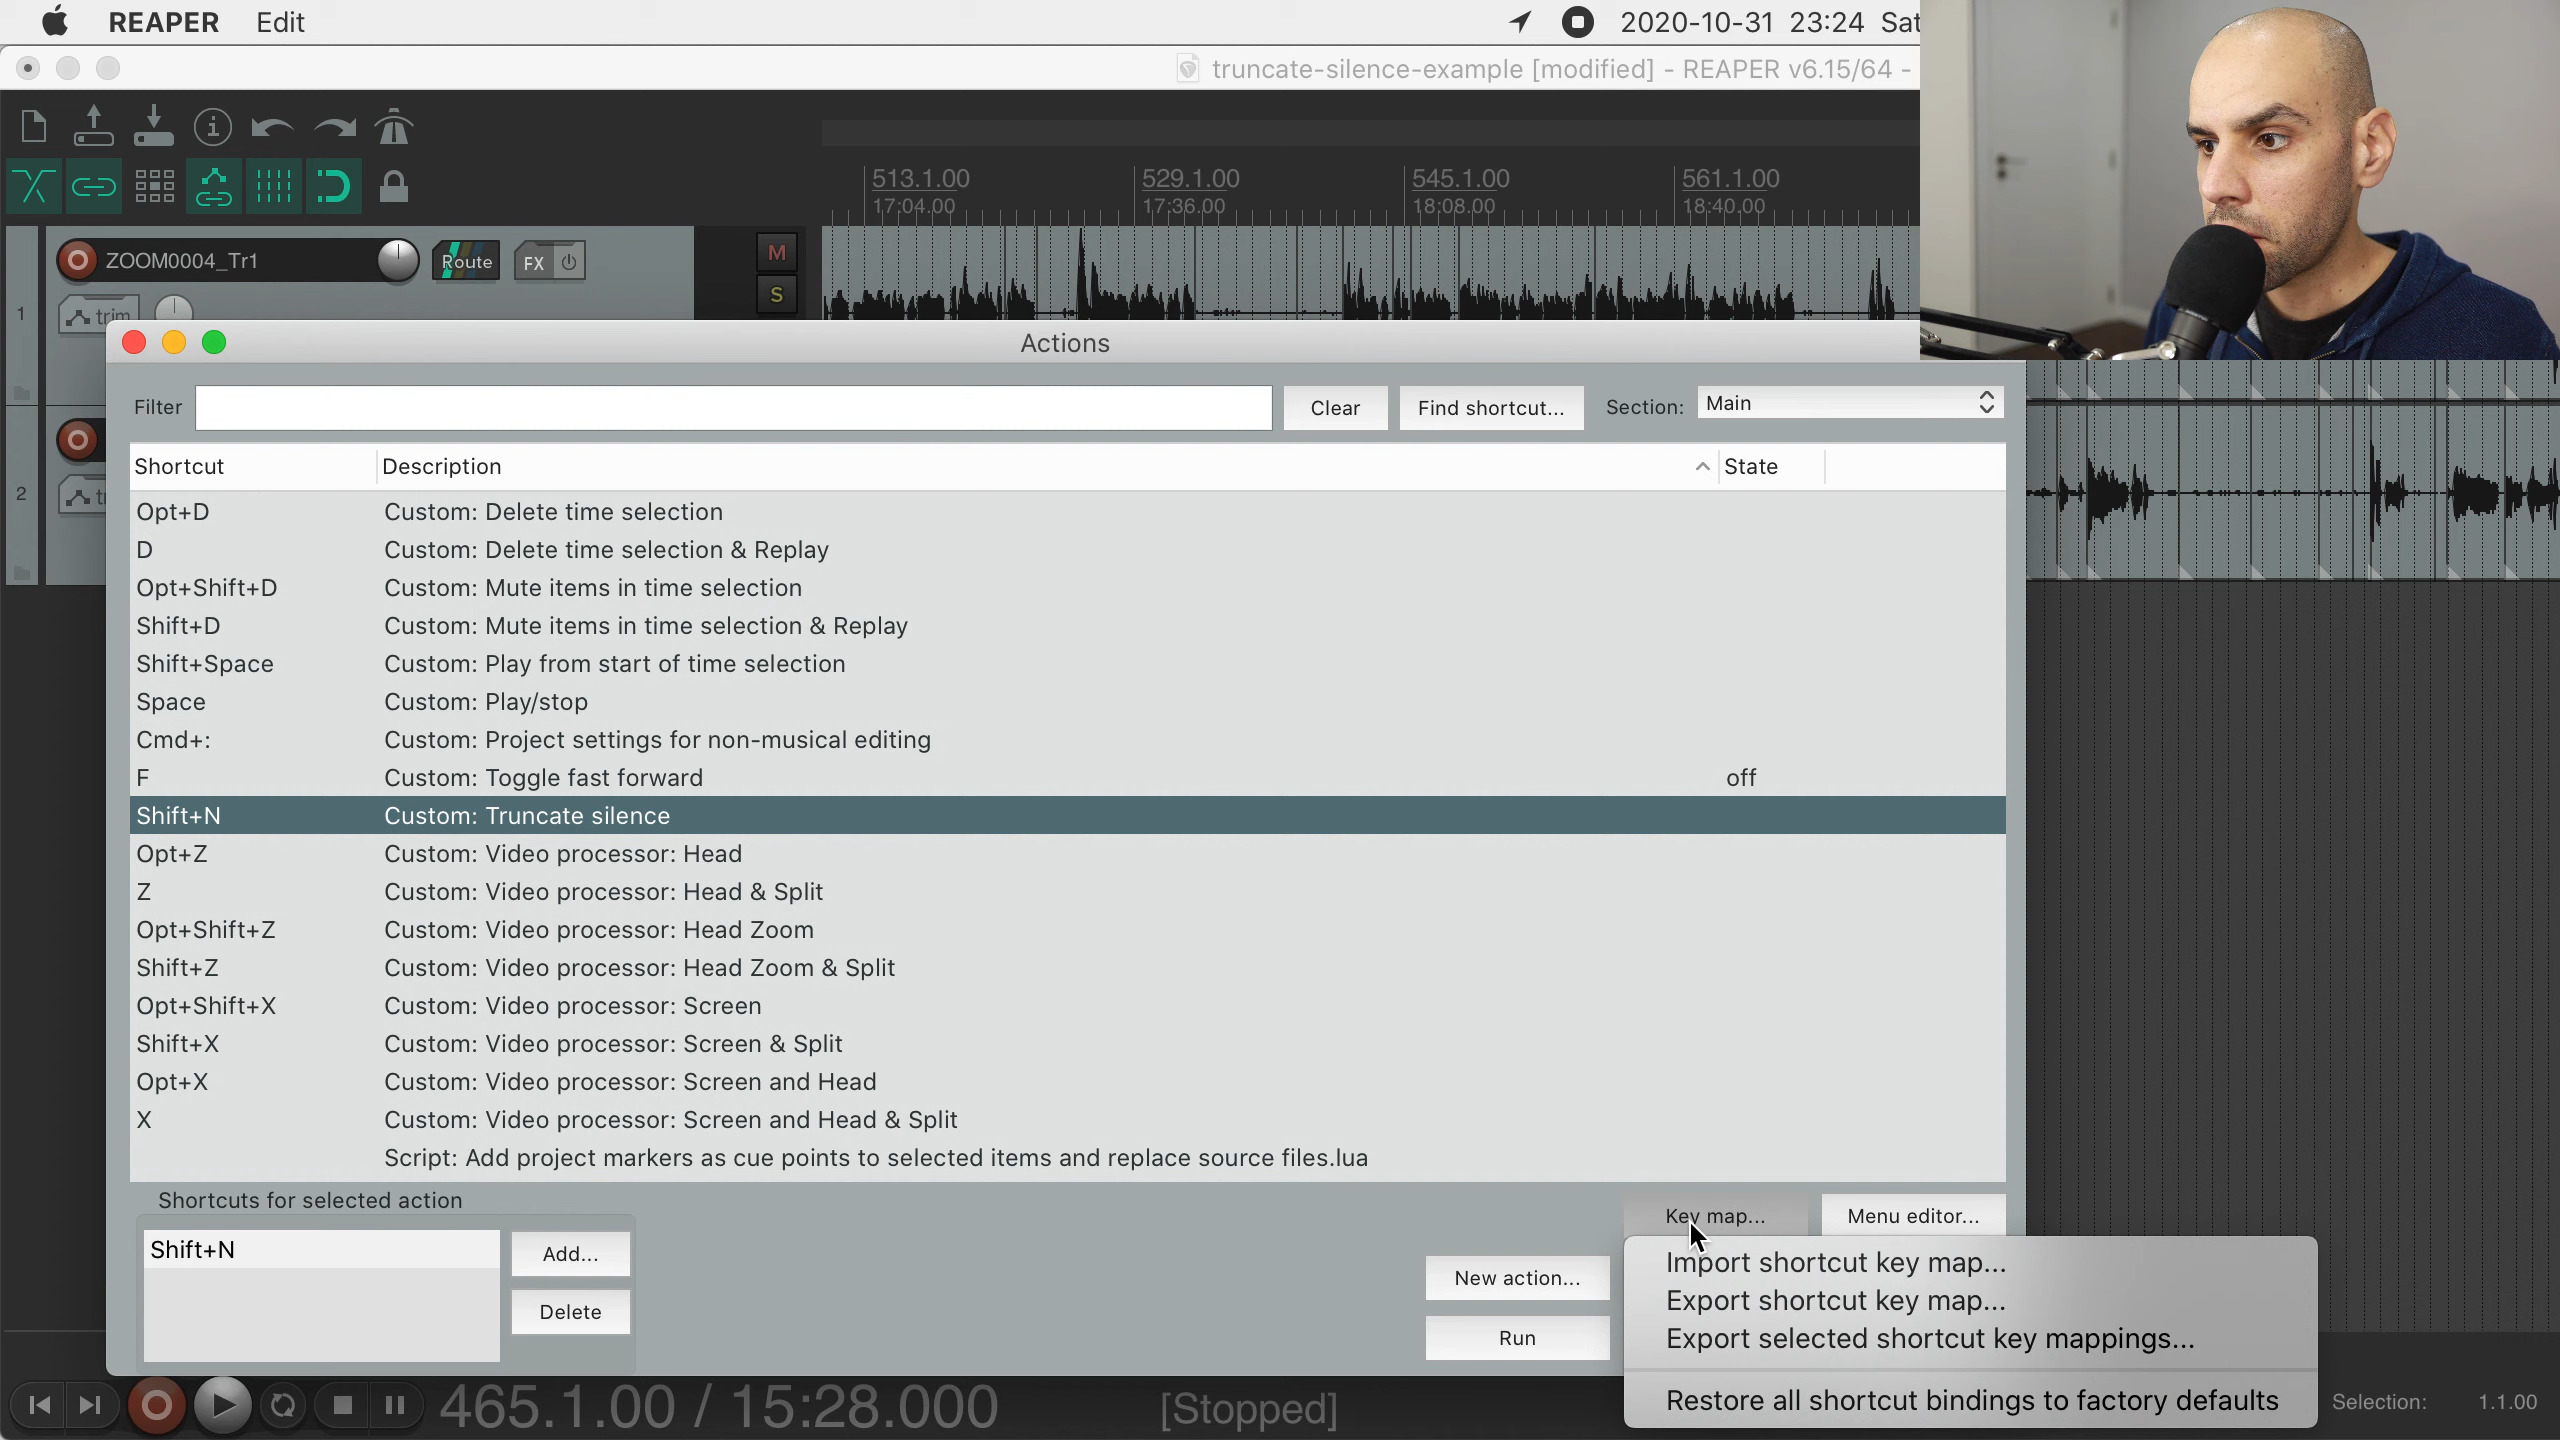 REAPER Edit
2020-10-31 23:24 Sat
truncate-silence-example [modified] - REAPER v6.15/64 -
513.1.00 529.1.00 545.1.00 561.1.00
17:04.00 17:36.00 18:08.00 18:40.00
ZOOM0004_Tr1 Route FX
M
S
1
trim
Actions
Filter Clear Find shortcut... Section: Main
Shortcut Description State
2
Opt+D Custom: Delete time selection
D Custom: Delete time selection & Replay
Opt+Shift+D Custom: Mute items in time selection
Shift+D Custom: Mute items in time selection & Replay
Shift+Space Custom: Play from start of time selection
Space Custom: Play/stop
Cmd+: Custom: Project settings for non-musical editing
F Custom: Toggle fast forward off
Shift+N Custom: Truncate silence
Opt+Z Custom: Video processor: Head
Z Custom: Video processor: Head & Split
Opt+Shift+Z Custom: Video processor: Head Zoom
Shift+Z Custom: Video processor: Head Zoom & Split
Opt+Shift+X Custom: Video processor: Screen
Shift+X Custom: Video processor: Screen & Split
Opt+X Custom: Video processor: Screen and Head
X Custom: Video processor: Screen and Head & Split
Script: Add project markers as cue points to selected items and replace source files.lua
Shortcuts for selected action
Shift+N Add...
Delete
Key map... Menu editor...
New action...
Run
Import shortcut key map...
Export shortcut key map...
Export selected shortcut key mappings...
Restore all shortcut bindings to factory defaults
465.1.00 / 15:28.000 [Stopped] Selection: 1.1.00